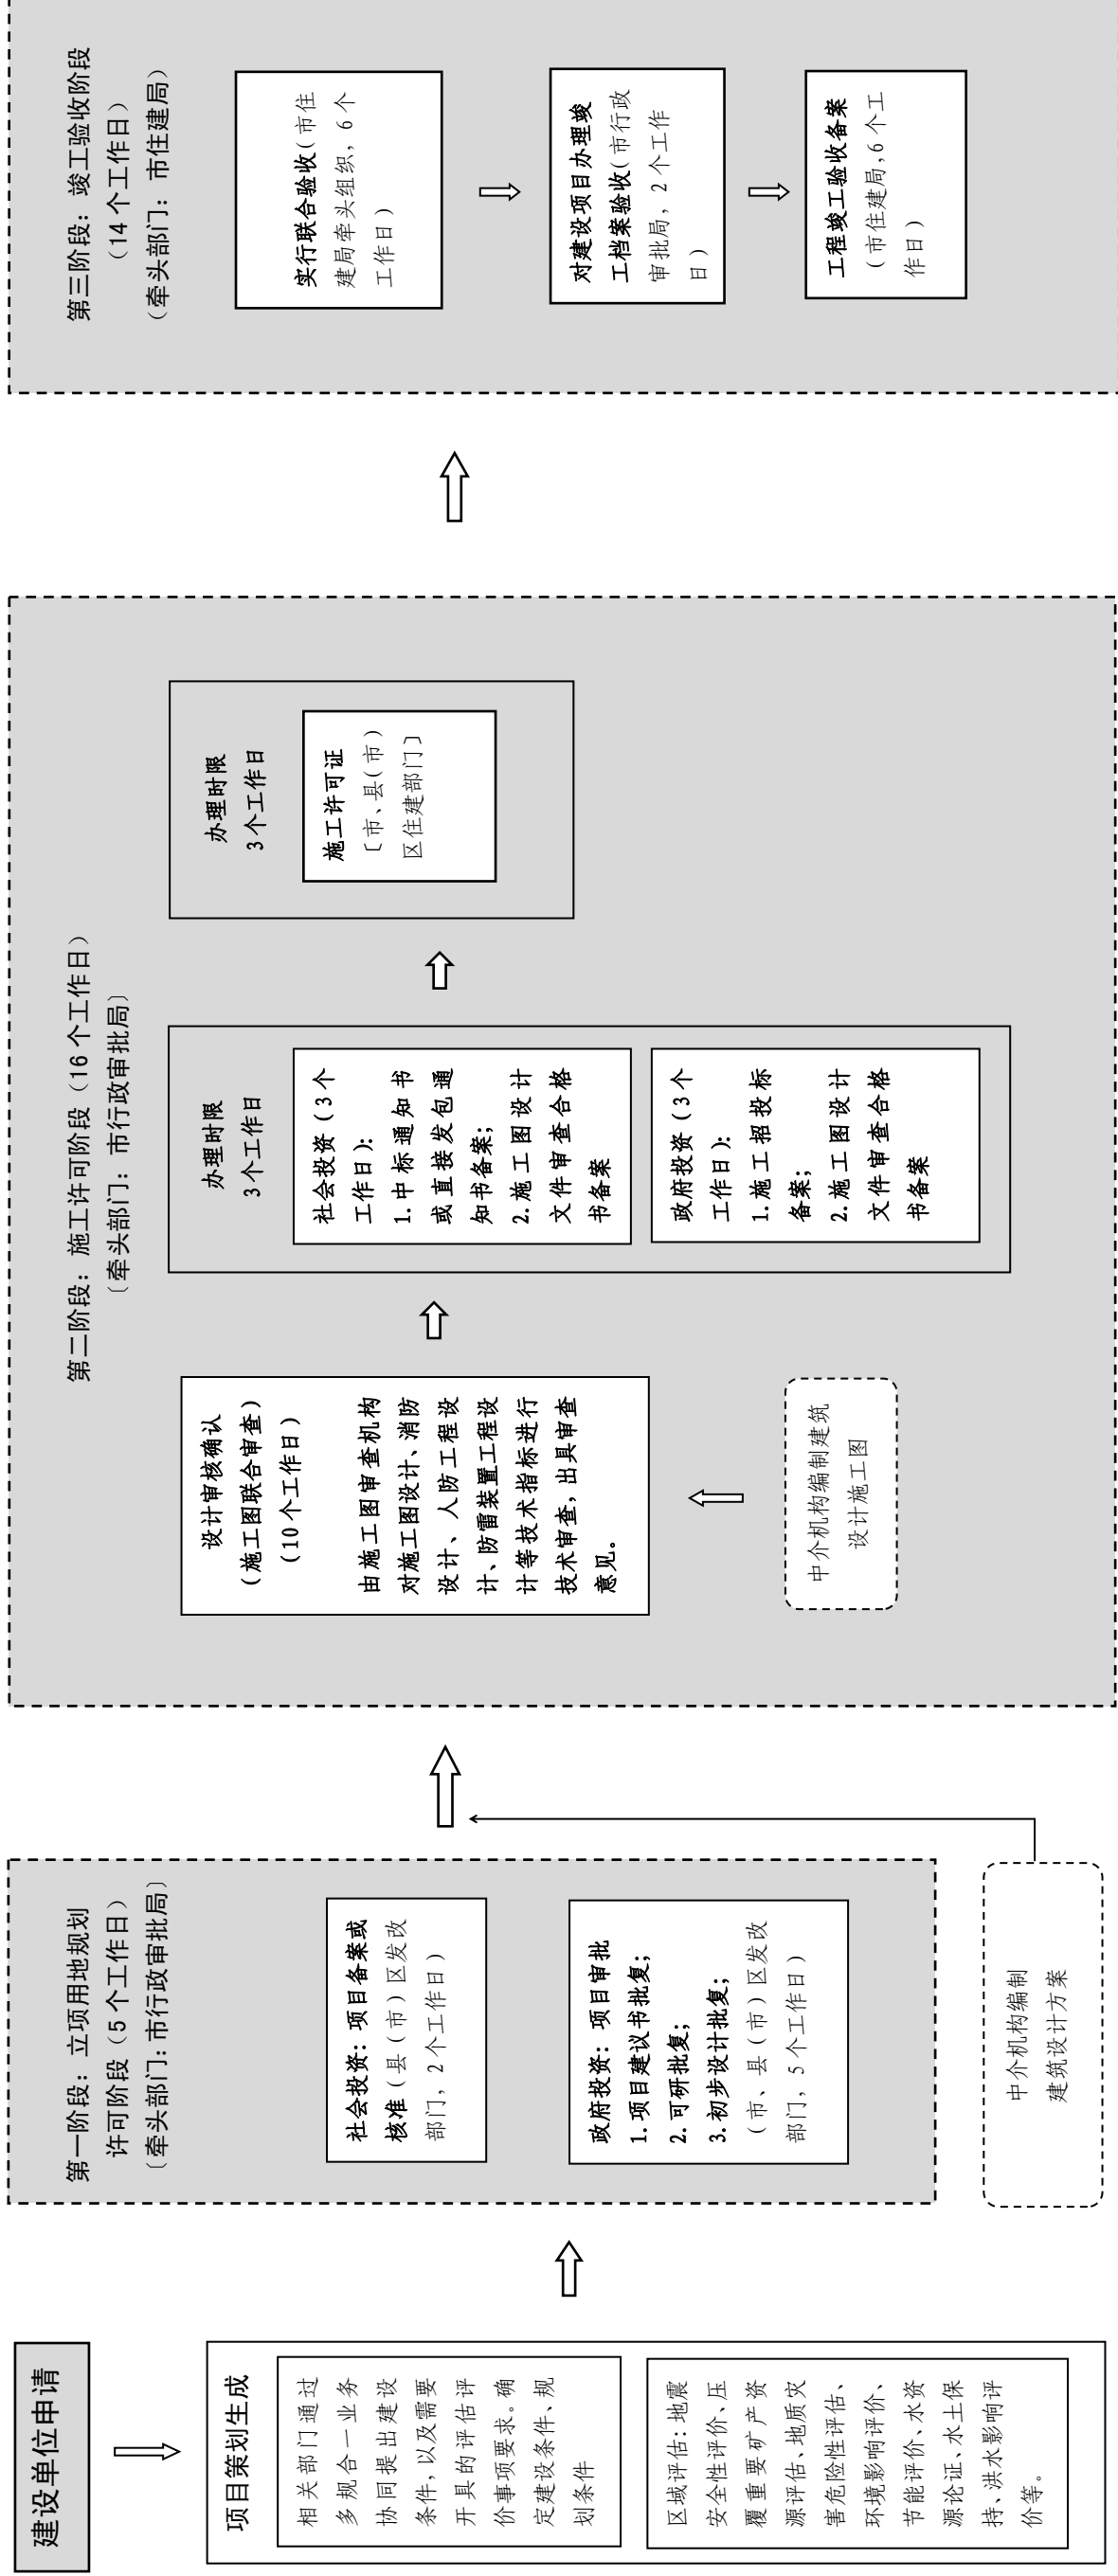 建设单位申请
项目策划生成
相关部门通过
多规合一业务
协同提出建设
条件，以及需要
开具的评估评
价事项要求。确
定建设条件、规
划条件
区域评估：地震
安全性评价、压
覆重要矿产资
源评估、地质灾
害危险性评估、
环境影响评价、
节能评价、水资
源论证、水土保
持、洪水影响评
价等。
第一阶段：立项用地规划
许可阶段（5个工作日）
〔牵头部门：市行政审批局〕
社会投资：项目备案或
核准（县（市）区发改
部门，2个工作日）
政府投资：项目审批
1.项目建议书批复；
2.可研批复；
3.初步设计批复；
（市、县（市）区发改
部门，5个工作日）
中介机构编制
建筑设计方案
第二阶段：施工许可阶段（16个工作日）
〔牵头部门：市行政审批局〕
设计审核确认
（施工图联合审查）
（10个工作日）
由施工图审查机构
对施工图设计、消防
设计、人防工程设
计、防雷装置工程设
计等技术指标进行
技术审查，出具审查
意见。
中介机构编制建筑
设计施工图
办理时限
3个工作日
社会投资（3个
工作日）：
1.中标通知书
或直接发包通
知书备案；
2.施工图设计
文件审查合格
书备案
政府投资（3个
工作日）：
1.施工招投标
备案；
2.施工图设计
文件审查合格
书备案
办理时限
3个工作日
施工许可证
〔市、县（市）
区住建部门〕
第三阶段：竣工验收阶段
（14个工作日）
（牵头部门：市住建局）
实行联合验收（市住
建局牵头组织，6个
工作日）
对建设项目办理竣
工档案验收（市行政
审批局，2个工作
日）
工程竣工验收备案
（市住建局，6个工
作日）